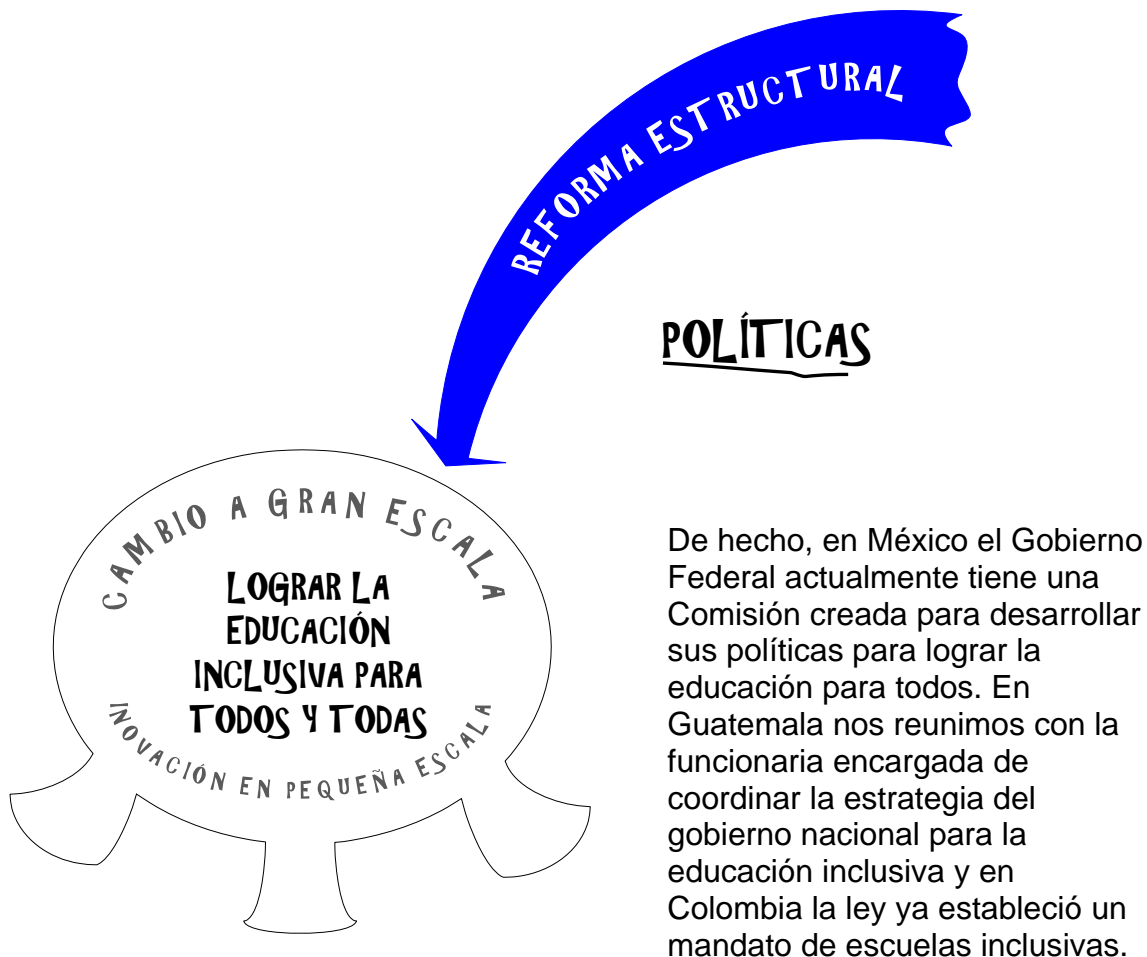 REFORMA ESTRUCTURAL
POLÍTICAS
CAMBIO A GRAN ESCALA
LOGRAR LA
EDUCACIÓN
INCLUSIVA PARA
TODOS Y TODAS
INOVACIÓN EN PEQUEÑA ESCALA
De hecho, en México el Gobierno
Federal actualmente tiene una
Comisión creada para desarrollar
sus políticas para lograr la
educación para todos. En
Guatemala nos reunimos con la
funcionaria encargada de
coordinar la estrategia del
gobierno nacional para la
educación inclusiva y en
Colombia la ley ya estableció un
mandato de escuelas inclusivas.